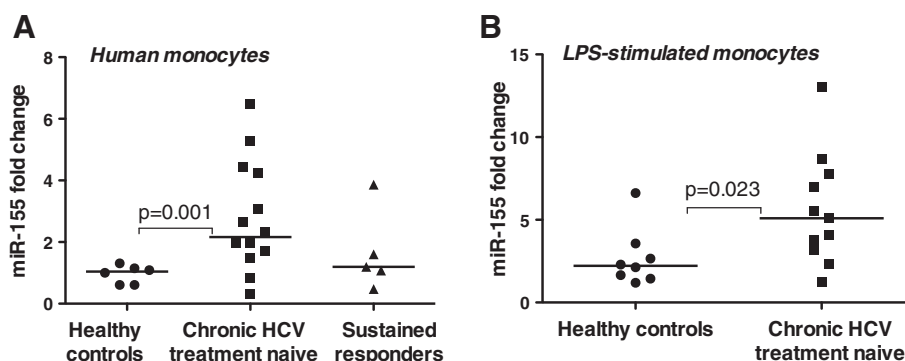 A
Human monocytes
miR-155 fold change
8
6
4
2
0
p=0.001
Healthy
controls
Chronic HCV
treatment naive
Sustained
responders
B
LPS-stimulated monocytes
miR-155 fold change
15
10
5
0
p=0.023
Healthy controls
Chronic HCV
treatment naive